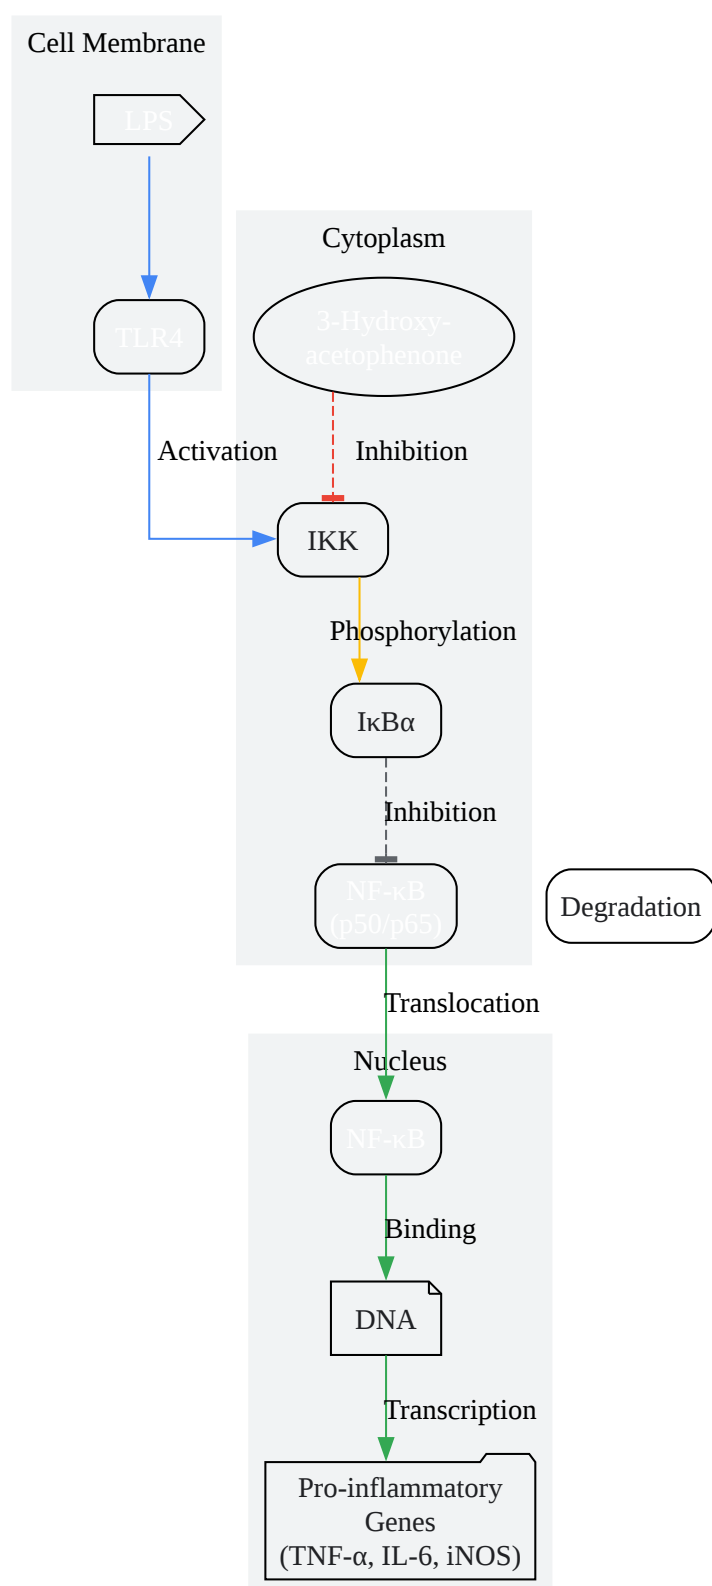 Cell Membrane
LPS
TLR4
Cytoplasm
3-Hydroxy-
acetophenone
Activation
Inhibition
IKK
Phosphorylation
IκBα
Inhibition
NF-κB
(p50/p65)
Degradation
Translocation
Nucleus
NF-κB
Binding
DNA
Transcription
Pro-inflammatory
Genes
(TNF-α, IL-6, iNOS)